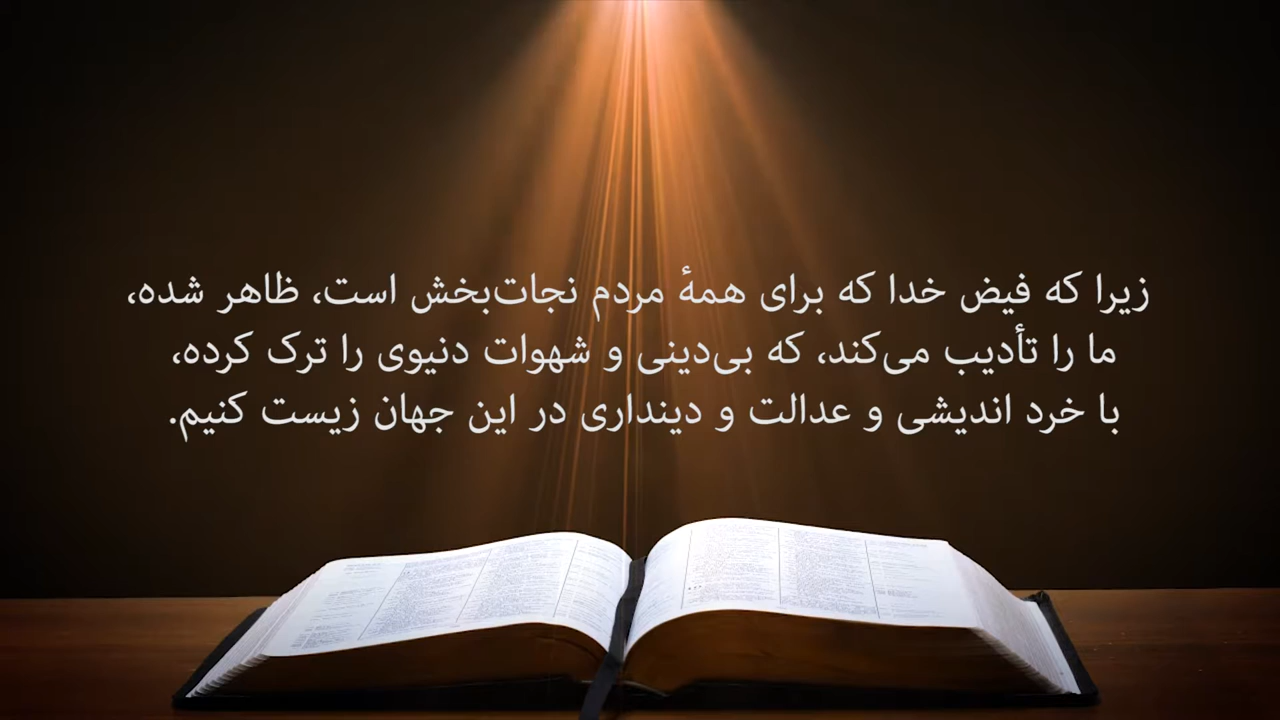 زیرا که فیض خدا که برای همهٔ مردم نجات‌بخش است، ظاهر شده،
ما را تأدیب می‌کند، که بی‌دینی و شهوات دنیوی را ترک کرده،
با خرد اندیشی و عدالت و دینداری در این جهان زیست کنیم.